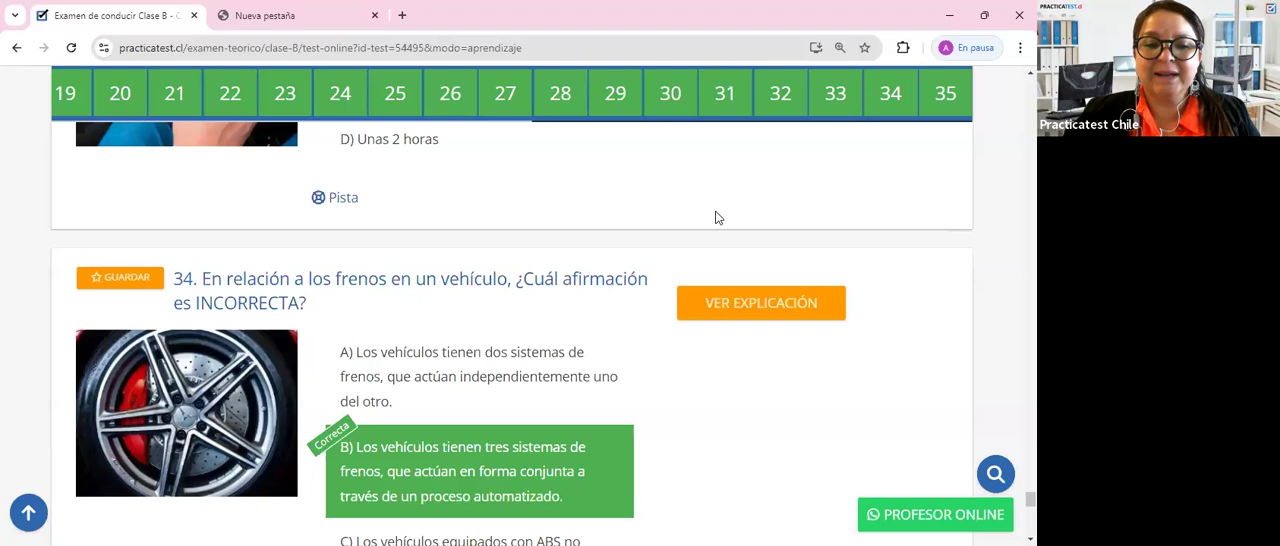 Examen de conducir Clase B - C
Nueva pestaña
practicatest.cl/examen-teorico/clase-B/test-online?id-test=54495&modo=aprendizaje
A
En pausa
PRACTICATEST.cl
Practicatest Chile
19 20 21 22 23 24 25 26 27 28 29 30 31 32 33 34 35
D) Unas 2 horas
Pista
GUARDAR
34. En relación a los frenos en un vehículo, ¿Cuál afirmación
es INCORRECTA?
VER EXPLICACIÓN
A) Los vehículos tienen dos sistemas de
frenos, que actúan independientemente uno
del otro.
Correcta
B) Los vehículos tienen tres sistemas de
frenos, que actúan en forma conjunta a
través de un proceso automatizado.
PROFESOR ONLINE
C) Los vehículos equipados con ABS no